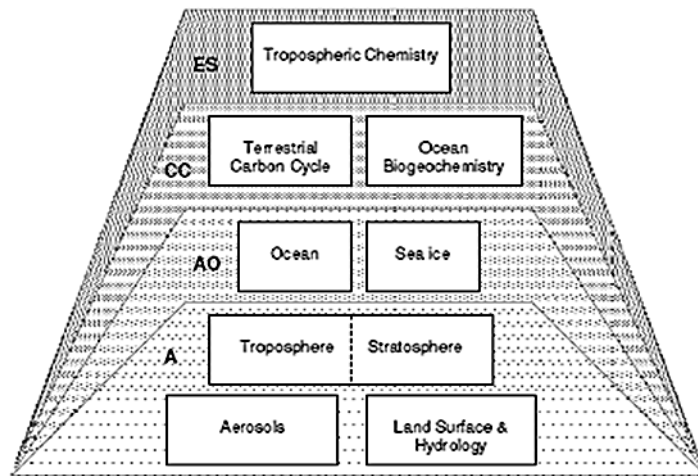 ES
Tropospheric Chemistry
CC
Terrestrial
Carbon Cycle
Ocean
Biogeochemistry
AO
Ocean
Sea ice
A
Troposphere
Stratosphere
Aerosols
Land Surface &
Hydrology